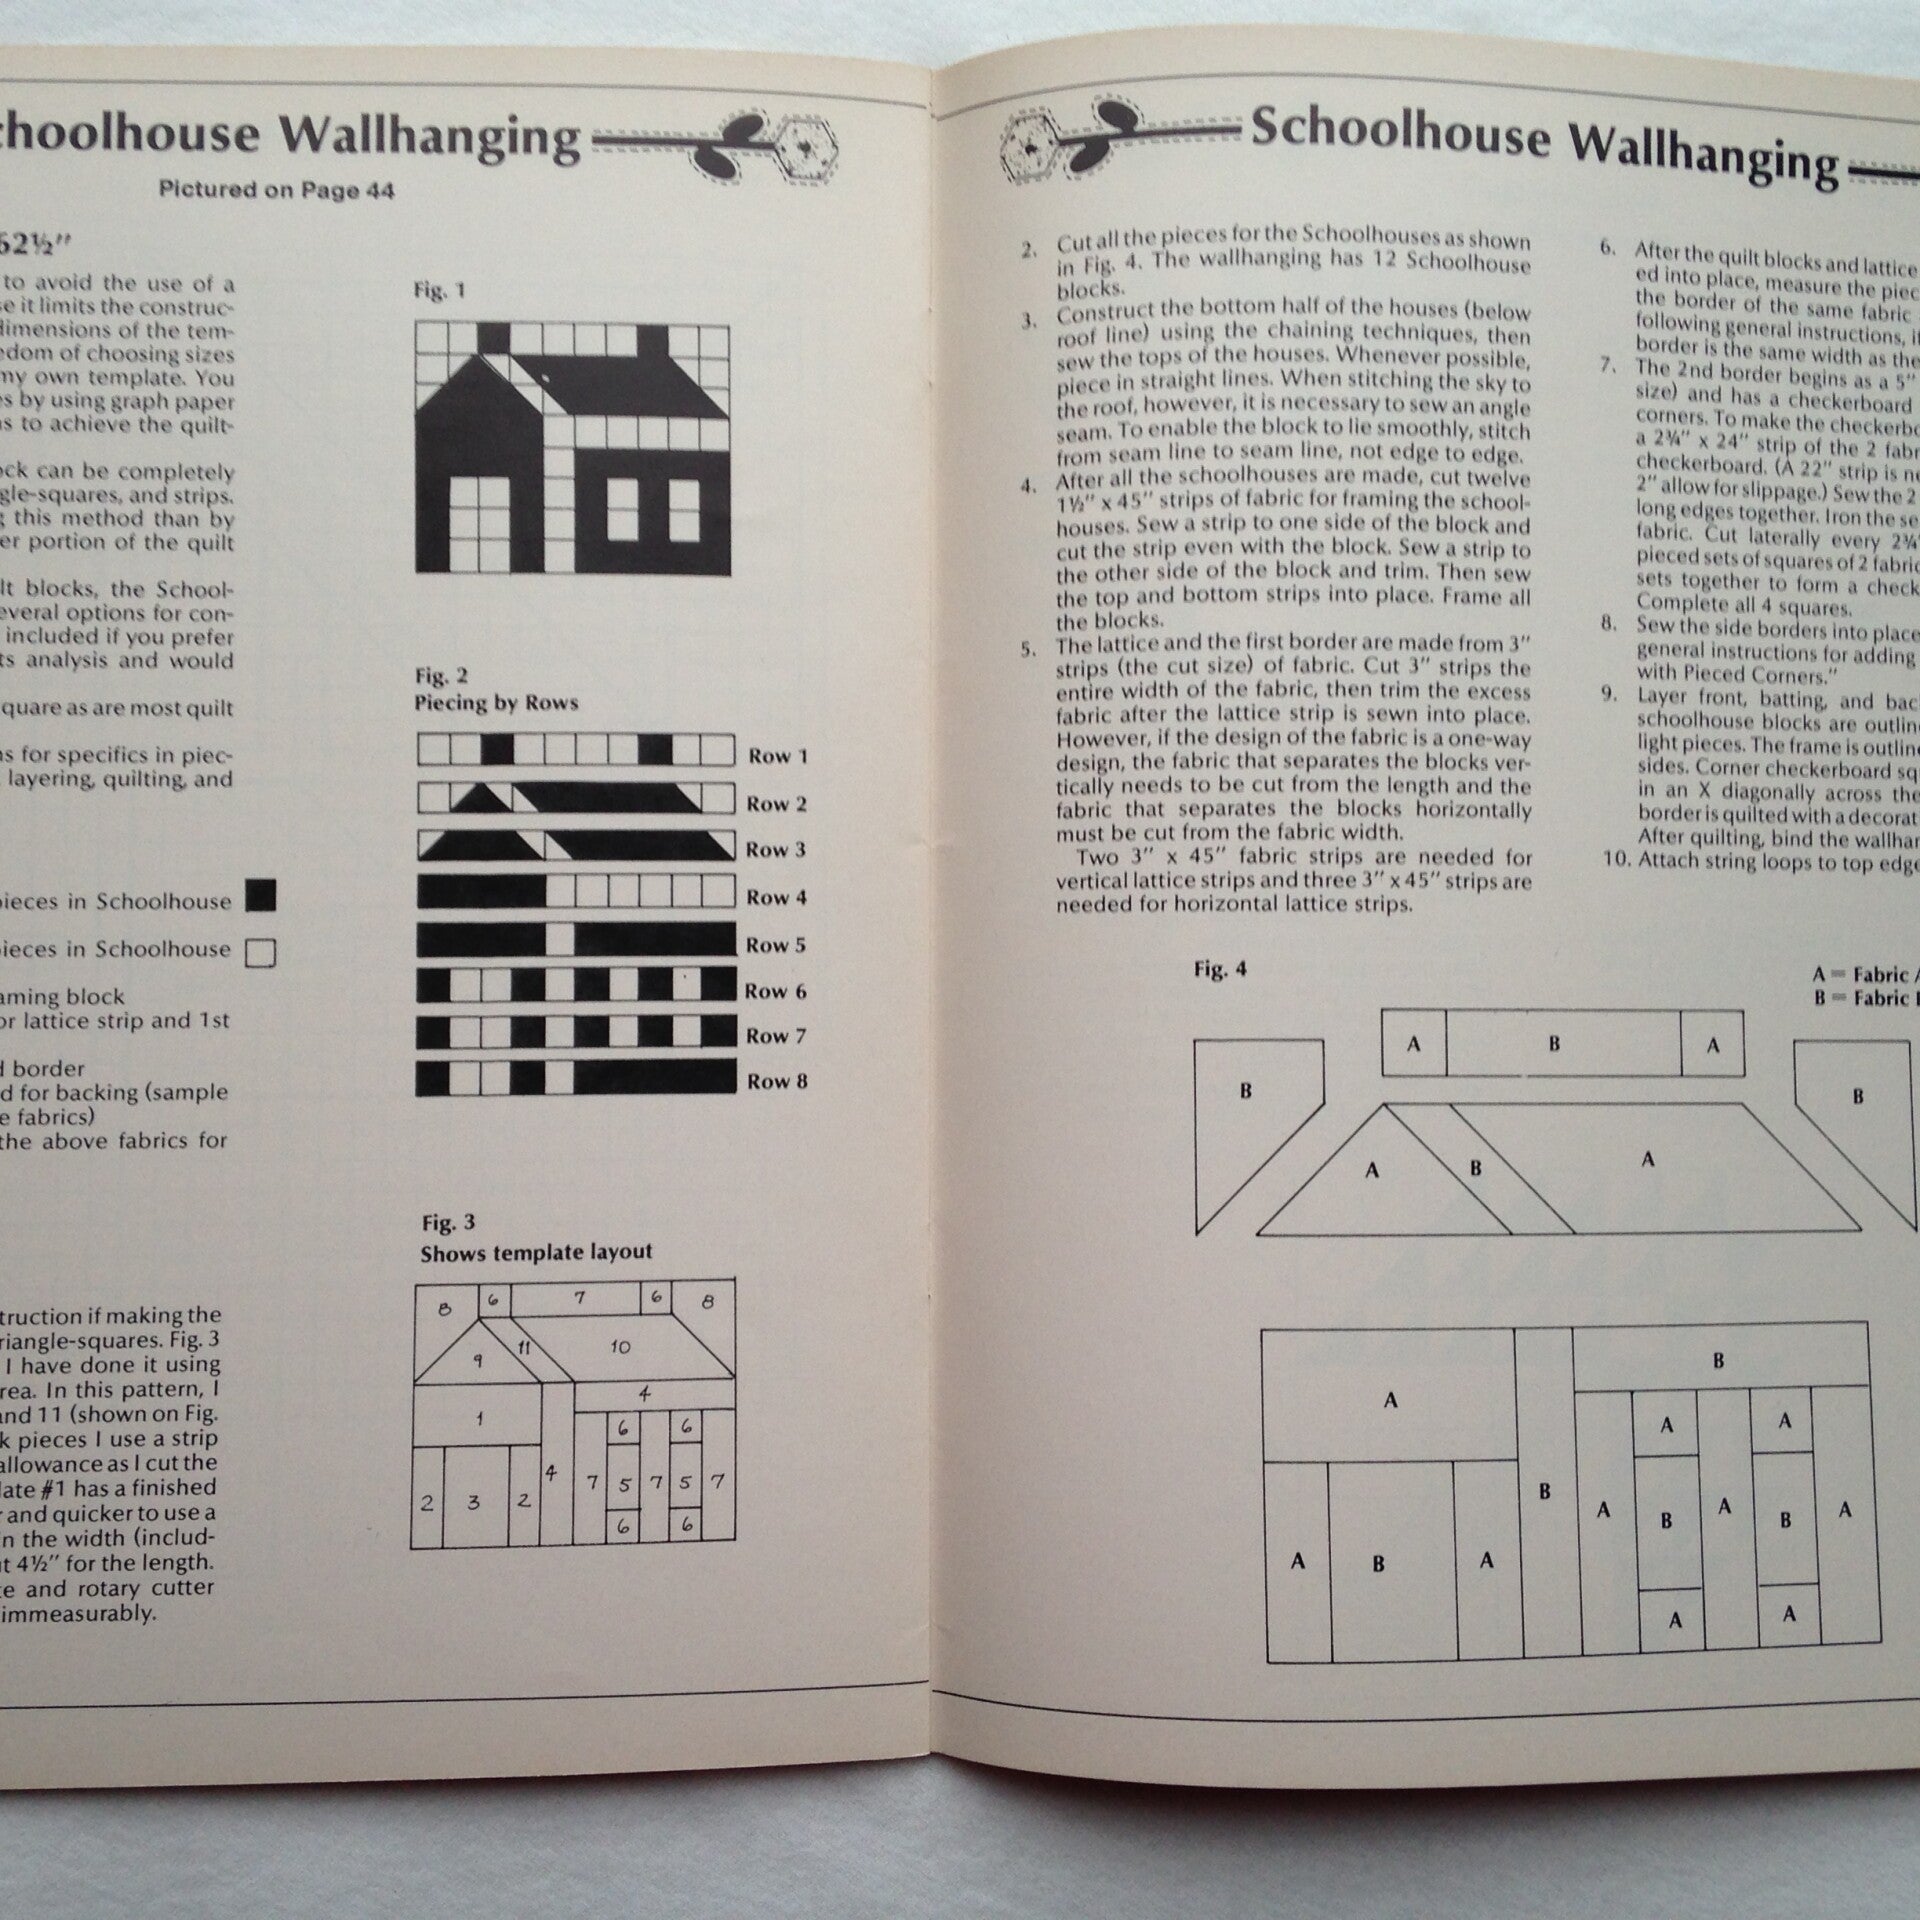 choolhouse Wallhanging
Pictured on Page 44
62½"
to avoid the use of a
se it limits the construc-
dimensions of the tem-
edom of choosing sizes
my own template. You
s by using graph paper
ns to achieve the quilt-
ock can be completely
gle-squares, and strips.
g this method than by
er portion of the quilt
lt blocks, the School-
everal options for con-
included if you prefer
ts analysis and would
quare as are most quilt
ns for specifics in piec-
layering, quilting, and
pieces in Schoolhouse
pieces in Schoolhouse
aming block
or lattice strip and 1st
d border
d for backing (sample
e fabrics)
the above fabrics for
truction if making the
riangle-squares. Fig. 3
I have done it using
rea. In this pattern, I
and 11 (shown on Fig.
k pieces I use a strip
allowance as I cut the
late #1 has a finished
r and quicker to use a
in the width (includ-
t 4½" for the length.
te and rotary cutter
immeasurably.
Fig. 1
Fig. 2
Piecing by Rows
Row 1
Row 2
Row 3
Row 4
Row 5
Row 6
Row 7
Row 8
Fig. 3
Shows template layout
8 6 7 6 8
9 11 10
4
1
6 6
2 3 2 4 7 5 7 5 7
6 6
Schoolhouse Wallhanging
2. Cut all the pieces for the Schoolhouses as shown
in Fig. 4. The wallhanging has 12 Schoolhouse
blocks.
3. Construct the bottom half of the houses (below
roof line) using the chaining techniques, then
sew the tops of the houses. Whenever possible,
piece in straight lines. When stitching the sky to
the roof, however, it is necessary to sew an angle
seam. To enable the block to lie smoothly, stitch
from seam line to seam line, not edge to edge.
4. After all the schoolhouses are made, cut twelve
1½" x 45" strips of fabric for framing the school-
houses. Sew a strip to one side of the block and
cut the strip even with the block. Sew a strip to
the other side of the block and trim. Then sew
the top and bottom strips into place. Frame all
the blocks.
5. The lattice and the first border are made from 3"
strips (the cut size) of fabric. Cut 3" strips the
entire width of the fabric, then trim the excess
fabric after the lattice strip is sewn into place.
However, if the design of the fabric is a one-way
design, the fabric that separates the blocks ver-
tically needs to be cut from the length and the
fabric that separates the blocks horizontally
must be cut from the fabric width.
Two 3" x 45" fabric strips are needed for
vertical lattice strips and three 3" x 45" strips are
needed for horizontal lattice strips.
6. After the quilt blocks and lattice
ed into place, measure the piec
the border of the same fabric
following general instructions, if
border is the same width as the
7. The 2nd border begins as a 5"
size) and has a checkerboard
corners. To make the checkerbo
a 2¾" x 24" strip of the 2 fabr
checkerboard. (A 22" strip is ne
2" allow for slippage.) Sew the 2
long edges together. Iron the se
fabric. Cut laterally every 2¾"
pieced sets of squares of 2 fabric
sets together to form a check
Complete all 4 squares.
8. Sew the side borders into place
general instructions for adding
with Pieced Corners."
9. Layer front, batting, and bac
schoolhouse blocks are outline
light pieces. The frame is outline
sides. Corner checkerboard squ
in an X diagonally across the
border is quilted with a decorat
After quilting, bind the wallhan
10. Attach string loops to top edge
Fig. 4
A = Fabric A
B = Fabric
A B A
B B
A B A
B
A
A A
B A B A B A
A B A
A A